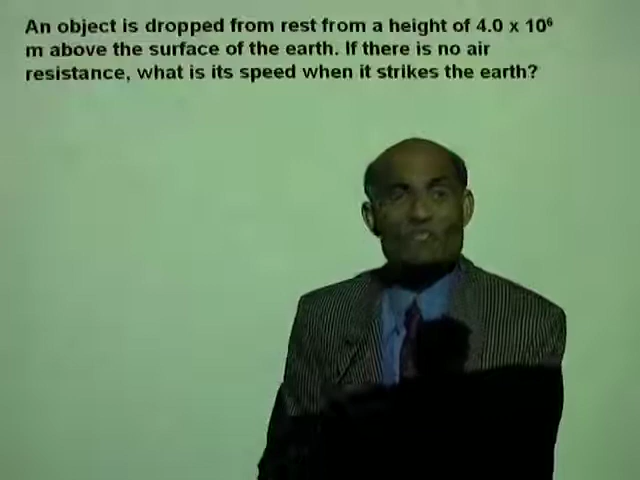 An object is dropped from rest from a height of 4.0 x 10⁶
m above the surface of the earth. If there is no air
resistance, what is its speed when it strikes the earth?